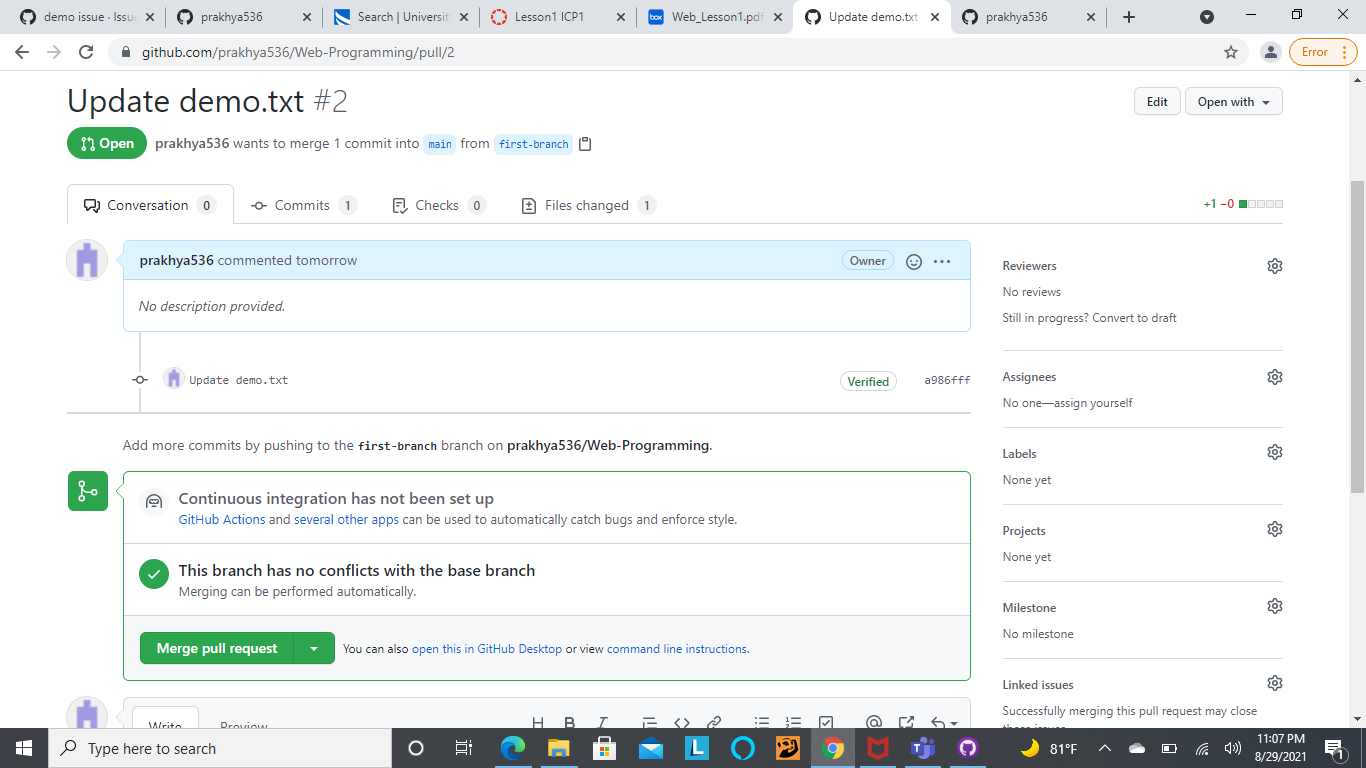 demo issue · Issue
prakhya536
Search | University
Lesson1 ICP1
Web_Lesson1.pdf
Update demo.txt
prakhya536
github.com/prakhya536/Web-Programming/pull/2
Error
Update demo.txt #2
Edit
Open with
Open
prakhya536 wants to merge 1 commit into main from first-branch
Conversation 0
Commits 1
Checks 0
Files changed 1
+1 −0
prakhya536 commented tomorrow
Owner
No description provided.
Update demo.txt
Verified
a986fff
Add more commits by pushing to the first-branch branch on prakhya536/Web-Programming.
Continuous integration has not been set up
GitHub Actions and several other apps can be used to automatically catch bugs and enforce style.
This branch has no conflicts with the base branch
Merging can be performed automatically.
Merge pull request
You can also open this in GitHub Desktop or view command line instructions.
Write
Preview
Reviewers
No reviews
Still in progress? Convert to draft
Assignees
No one—assign yourself
Labels
None yet
Projects
None yet
Milestone
No milestone
Linked issues
Successfully merging this pull request may close
these issues.
Type here to search
81°F
11:07 PM
8/29/2021
1